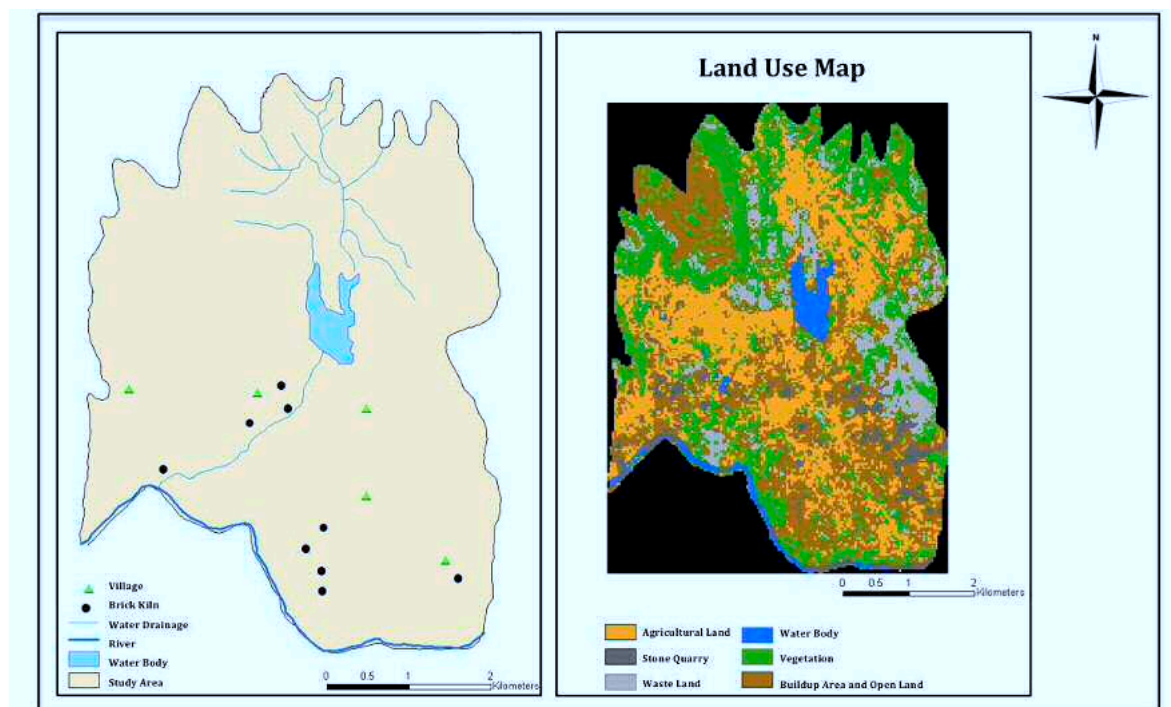 Village
Brick Kiln
Water Drainage
River
Water Body
Study Area
0 0.5 1 2
Kilometers
Land Use Map
0 0.5 1 2
Kilometers
Agricultural Land
Water Body
Stone Quarry
Vegetation
Waste Land
Buildup Area and Open Land
N